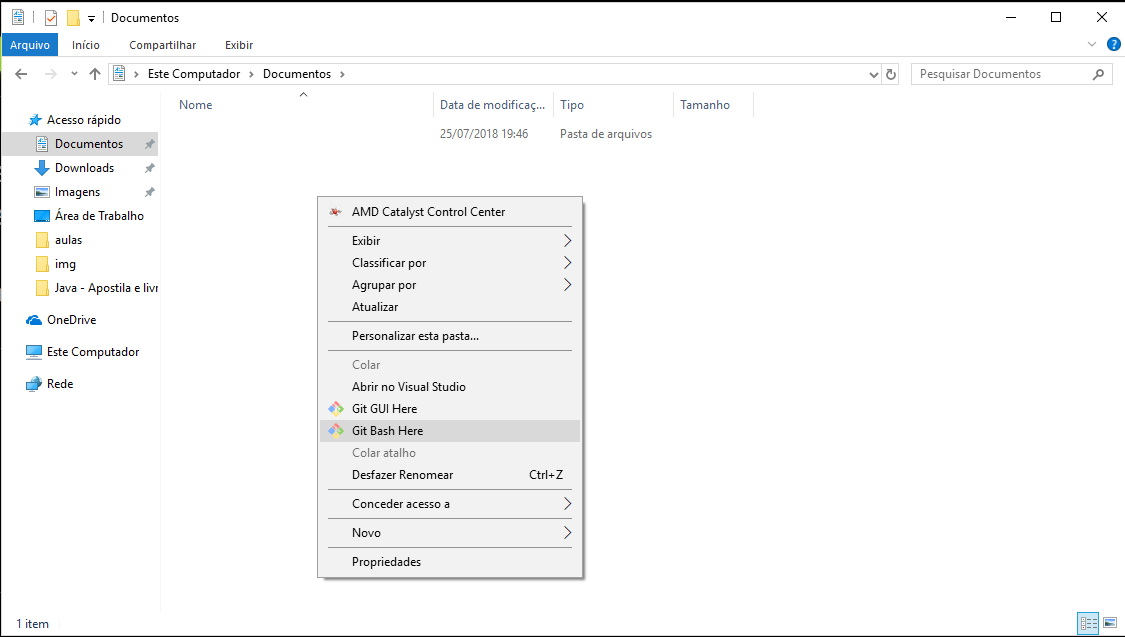 Documentos
Arquivo Início Compartilhar Exibir
?
Este Computador Documentos
Pesquisar Documentos
Nome Data de modificaç... Tipo Tamanho
25/07/2018 19:46 Pasta de arquivos
Acesso rápido
Documentos
Downloads
Imagens
Área de Trabalho
aulas
img
Java - Apostila e livr
OneDrive
Este Computador
Rede
AMD Catalyst Control Center
Exibir
Classificar por
Agrupar por
Atualizar
Personalizar esta pasta...
Colar
Abrir no Visual Studio
Git GUI Here
Git Bash Here
Colar atalho
Desfazer Renomear Ctrl+Z
Conceder acesso a
Novo
Propriedades
1 item